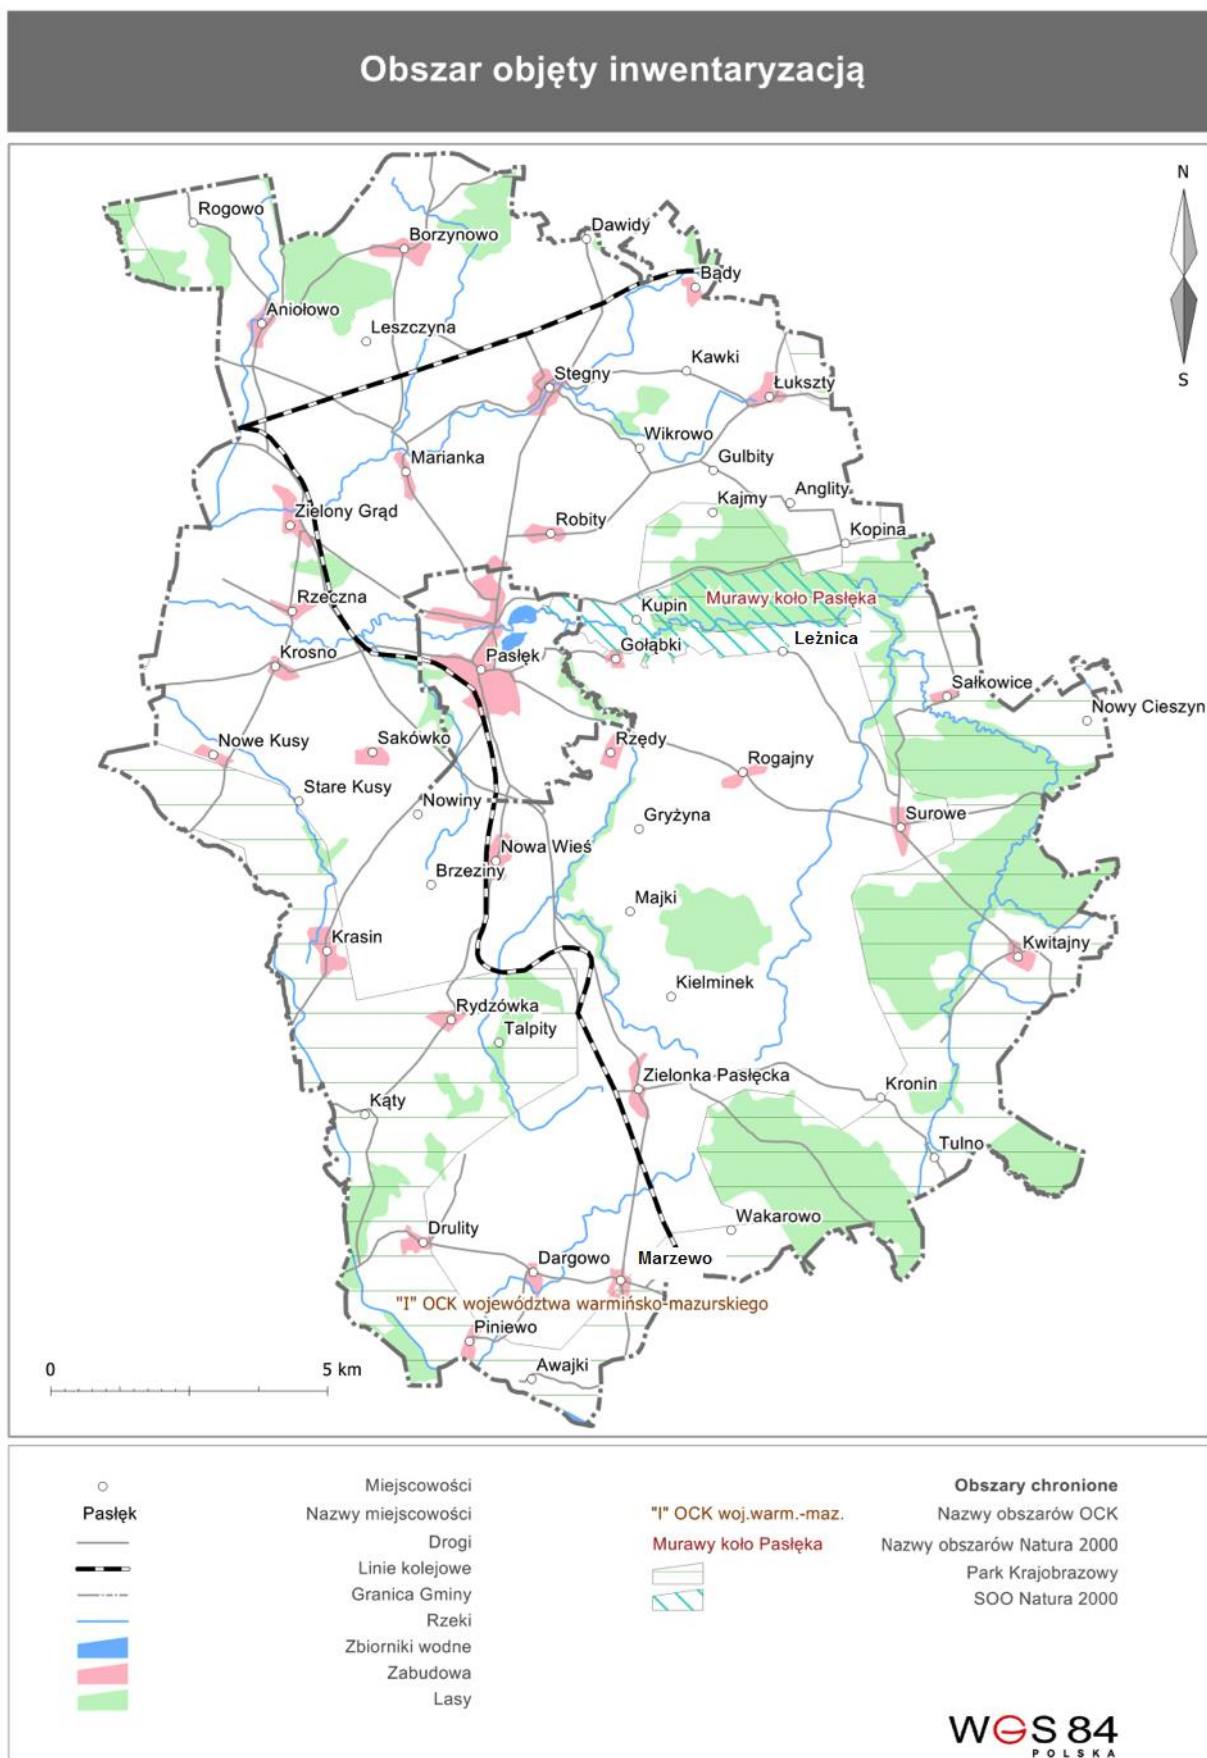 Obszar objęty inwentaryzacją
N
S
Rogowo
Dawidy
Borzynowo
Bądy
Aniołowo
Leszczyna
Kawki
Stegny
Łukszty
Wikrowo
Marianka
Gulbity
Anglity
Kajmy
Zielony Grąd
Robity
Kopina
Rzeczna
Murawy koło Pasłęka
Kupin
Leżnica
Gołąbki
Krosno
Pasłęk
Sałkowice
Nowy Cieszyn
Nowe Kusy
Sakówko
Rzędy
Rogajny
Stare Kusy
Nowiny
Gryżyna
Surowe
Nowa Wieś
Brzeziny
Majki
Krasin
Kwitajny
Kielminek
Rydzówka
Talpity
Zielonka Pasłęcka
Kronin
Kąty
Tulno
Wakarowo
Drulity
Dargowo
Marzewo
"I" OCK województwa warmińsko-mazurskiego
Piniewo
Awajki
0
5 km
Miejscowości
Pasłęk
Nazwy miejscowości
Drogi
Linie kolejowe
Granica Gminy
Rzeki
Zbiorniki wodne
Zabudowa
Lasy
Obszary chronione
"I" OCK woj.warm.-maz.
Nazwy obszarów OCK
Murawy koło Pasłęka
Nazwy obszarów Natura 2000
Park Krajobrazowy
SOO Natura 2000
WGS 84
POLSKA